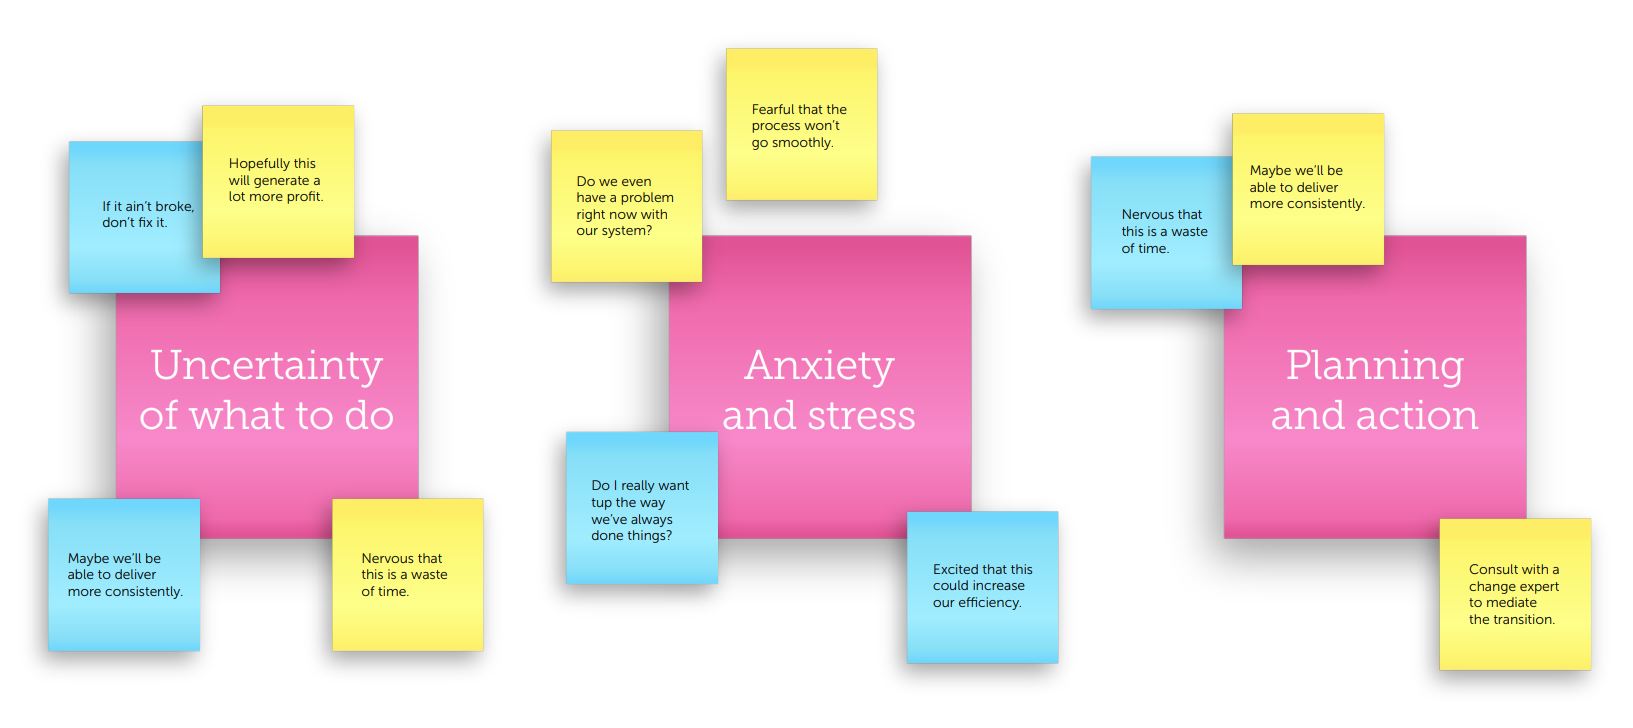 If it ain't broke,
don't fix it.
Hopefully this
will generate a
lot more profit.
Uncertainty
of what to do
Maybe we'll be
able to deliver
more consistently.
Nervous that
this is a waste
of time.
Fearful that the
process won't
go smoothly.
Do we even
have a problem
right now with
our system?
Anxiety
and stress
Do I really want
tup the way
we've always
done things?
Excited that this
could increase
our efficiency.
Nervous that
this is a waste
of time.
Maybe we'll be
able to deliver
more consistently.
Planning
and action
Consult with a
change expert
to mediate
the transition.